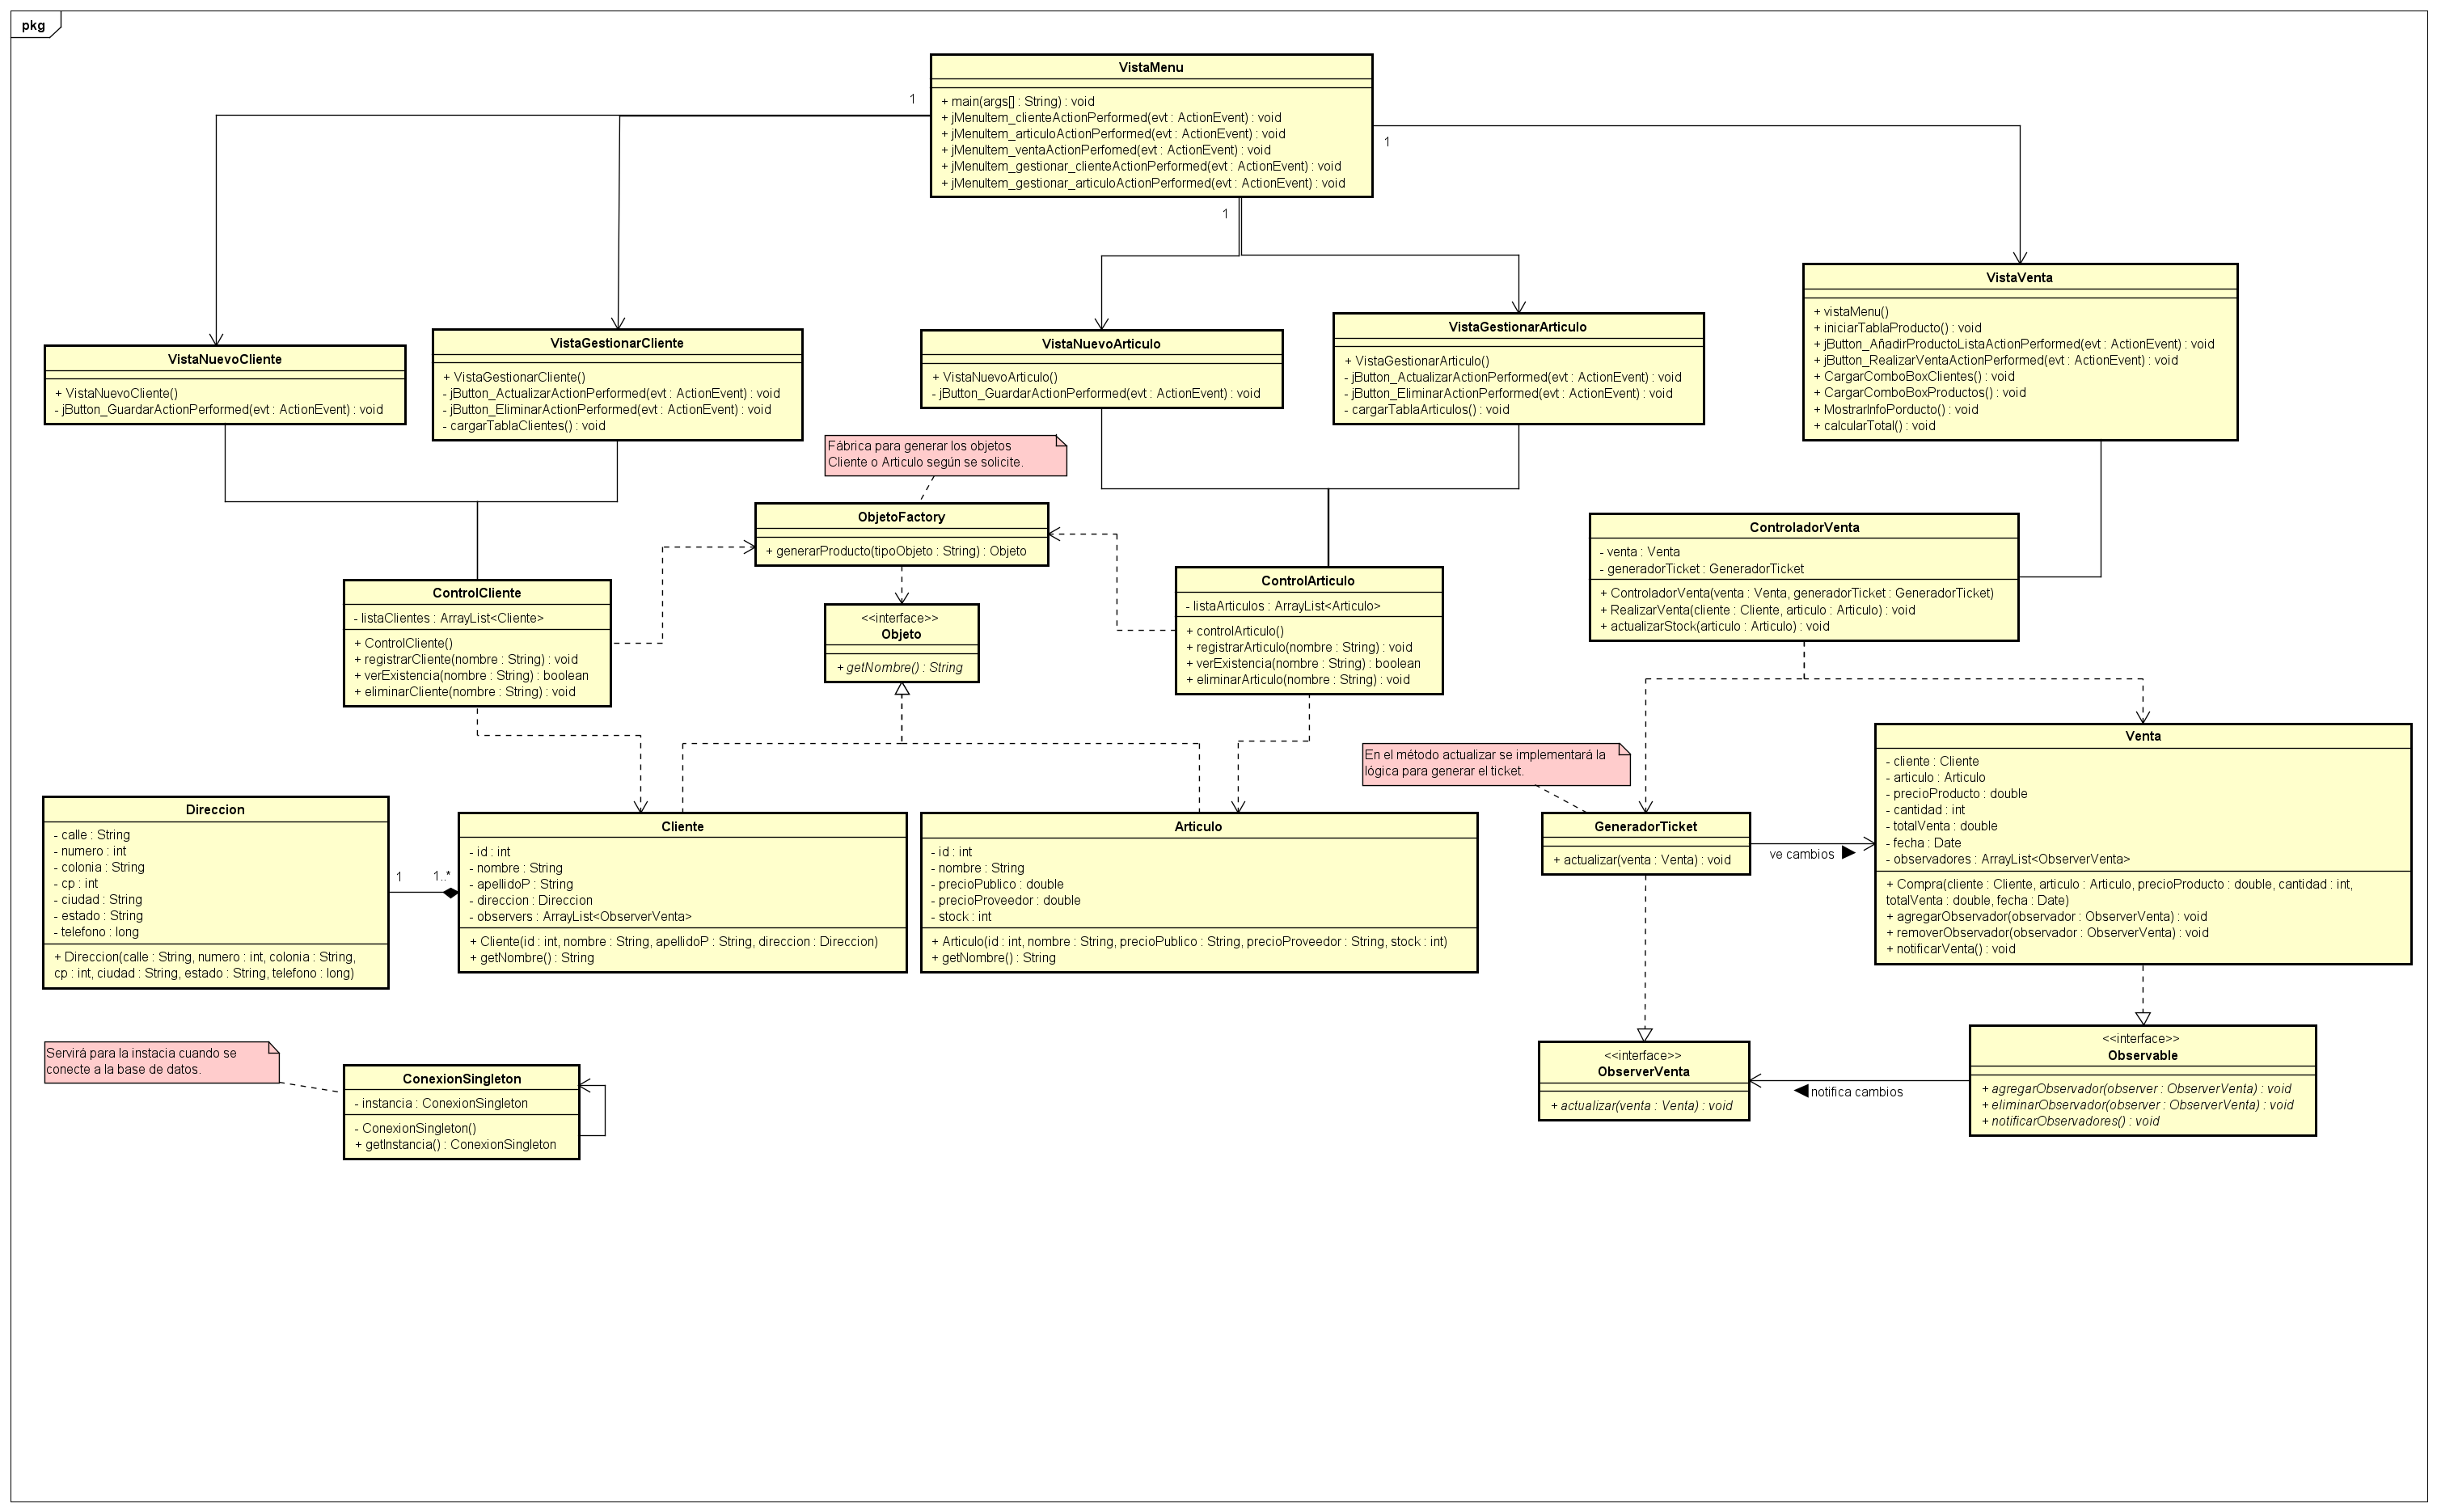 pkg
VistaMenu
+ main(args[] : String) : void
+ jMenuItem_clienteActionPerformed(evt : ActionEvent) : void
+ jMenuItem_articuloActionPerformed(evt : ActionEvent) : void
+ jMenuItem_ventaActionPerfomed(evt : ActionEvent) : void
+ jMenuItem_gestionar_clienteActionPerformed(evt : ActionEvent) : void
+ jMenuItem_gestionar_articuloActionPerformed(evt : ActionEvent) : void
1
1
1
VistaNuevoCliente
+ VistaNuevoCliente()
- jButton_GuardarActionPerformed(evt : ActionEvent) : void
VistaGestionarCliente
+ VistaGestionarCliente()
- jButton_ActualizarActionPerformed(evt : ActionEvent) : void
- jButton_EliminarActionPerformed(evt : ActionEvent) : void
- cargarTablaClientes() : void
VistaNuevoArticulo
+ VistaNuevoArticulo()
- jButton_GuardarActionPerformed(evt : ActionEvent) : void
VistaGestionarArticulo
+ VistaGestionarArticulo()
- jButton_ActualizarActionPerformed(evt : ActionEvent) : void
- jButton_EliminarActionPerformed(evt : ActionEvent) : void
- cargarTablaArticulos() : void
VistaVenta
+ vistaMenu()
+ iniciarTablaProducto() : void
+ jButton_AñadirProductoListaActionPerformed(evt : ActionEvent) : void
+ jButton_RealizarVentaActionPerformed(evt : ActionEvent) : void
+ CargarComboBoxClientes() : void
+ CargarComboBoxProductos() : void
+ MostrarInfoPorducto() : void
+ calcularTotal() : void
Fábrica para generar los objetos
Cliente o Articulo según se solicite.
ObjetoFactory
+ generarProducto(tipoObjeto : String) : Objeto
<<interface>>
Objeto
+ getNombre() : String
ControlCliente
- listaClientes : ArrayList<Cliente>
+ ControlCliente()
+ registrarCliente(nombre : String) : void
+ verExistencia(nombre : String) : boolean
+ eliminarCliente(nombre : String) : void
ControlArticulo
- listaArticulos : ArrayList<Articulo>
+ controlArticulo()
+ registrarArticulo(nombre : String) : void
+ verExistencia(nombre : String) : boolean
+ eliminarArticulo(nombre : String) : void
ControladorVenta
- venta : Venta
- generadorTicket : GeneradorTicket
+ ControladorVenta(venta : Venta, generadorTicket : GeneradorTicket)
+ RealizarVenta(cliente : Cliente, articulo : Articulo) : void
+ actualizarStock(articulo : Articulo) : void
En el método actualizar se implementará la
lógica para generar el ticket.
Direccion
- calle : String
- numero : int
- colonia : String
- cp : int
- ciudad : String
- estado : String
- telefono : long
+ Direccion(calle : String, numero : int, colonia : String,
cp : int, ciudad : String, estado : String, telefono : long)
1
1..*
Cliente
- id : int
- nombre : String
- apellidoP : String
- direccion : Direccion
- observers : ArrayList<ObserverVenta>
+ Cliente(id : int, nombre : String, apellidoP : String, direccion : Direccion)
+ getNombre() : String
Articulo
- id : int
- nombre : String
- precioPublico : double
- precioProveedor : double
- stock : int
+ Articulo(id : int, nombre : String, precioPublico : String, precioProveedor : String, stock : int)
+ getNombre() : String
GeneradorTicket
+ actualizar(venta : Venta) : void
ve cambios
Venta
- cliente : Cliente
- articulo : Articulo
- precioProducto : double
- cantidad : int
- totalVenta : double
- fecha : Date
- observadores : ArrayList<ObserverVenta>
+ Compra(cliente : Cliente, articulo : Articulo, precioProducto : double, cantidad : int,
totalVenta : double, fecha : Date)
+ agregarObservador(observador : ObserverVenta) : void
+ removerObservador(observador : ObserverVenta) : void
+ notificarVenta() : void
Servirá para la instacia cuando se
conecte a la base de datos.
ConexionSingleton
- instancia : ConexionSingleton
- ConexionSingleton()
+ getInstancia() : ConexionSingleton
<<interface>>
ObserverVenta
+ actualizar(venta : Venta) : void
notifica cambios
<<interface>>
Observable
+ agregarObservador(observer : ObserverVenta) : void
+ eliminarObservador(observer : ObserverVenta) : void
+ notificarObservadores() : void